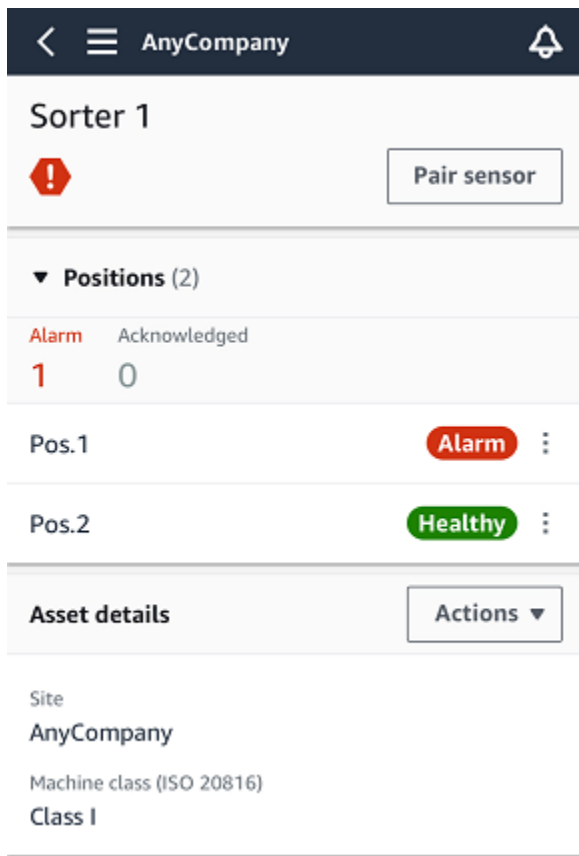 AnyCompany
Sorter 1
Pair sensor
Positions (2)
Alarm Acknowledged
1 0
Pos.1 Alarm
Pos.2 Healthy
Asset details Actions
Site
AnyCompany
Machine class (ISO 20816)
Class I